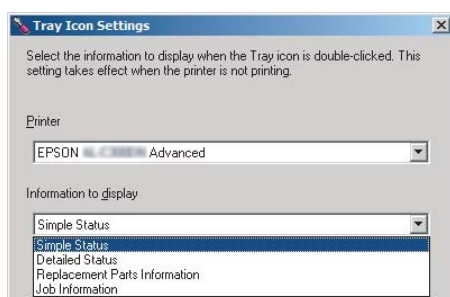 Tray Icon Settings
Select the information to display when the Tray icon is double-clicked. This
setting takes effect when the printer is not printing.
Printer
EPSON Advanced
Information to display
Simple Status
Simple Status
Detailed Status
Replacement Parts Information
Job Information